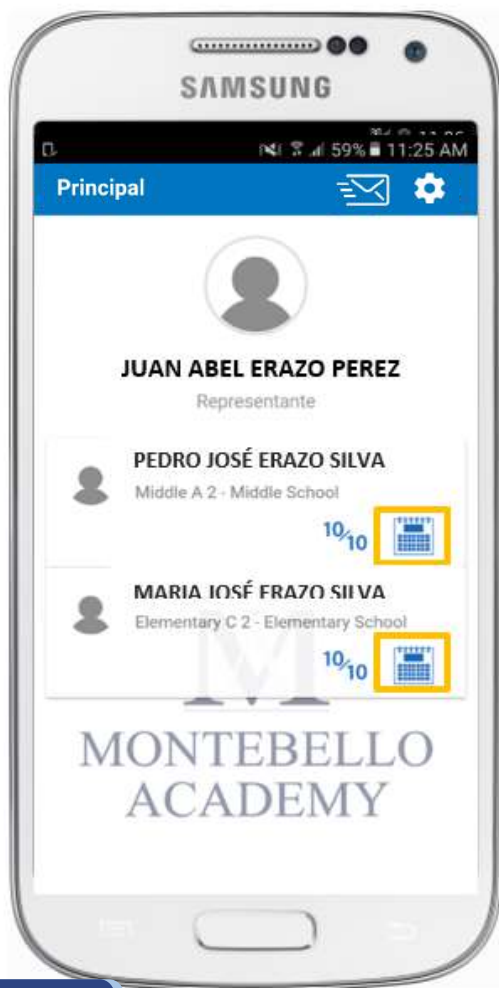 SAMSUNG
59% 11:25 AM
Principal
JUAN ABEL ERAZO PEREZ
Representante
PEDRO JOSÉ ERAZO SILVA
Middle A 2 - Middle School
10/10
MARIA JOSÉ ERAZO SILVA
Elementary C 2 - Elementary School
10/10
M
MONTEBELLO
ACADEMY